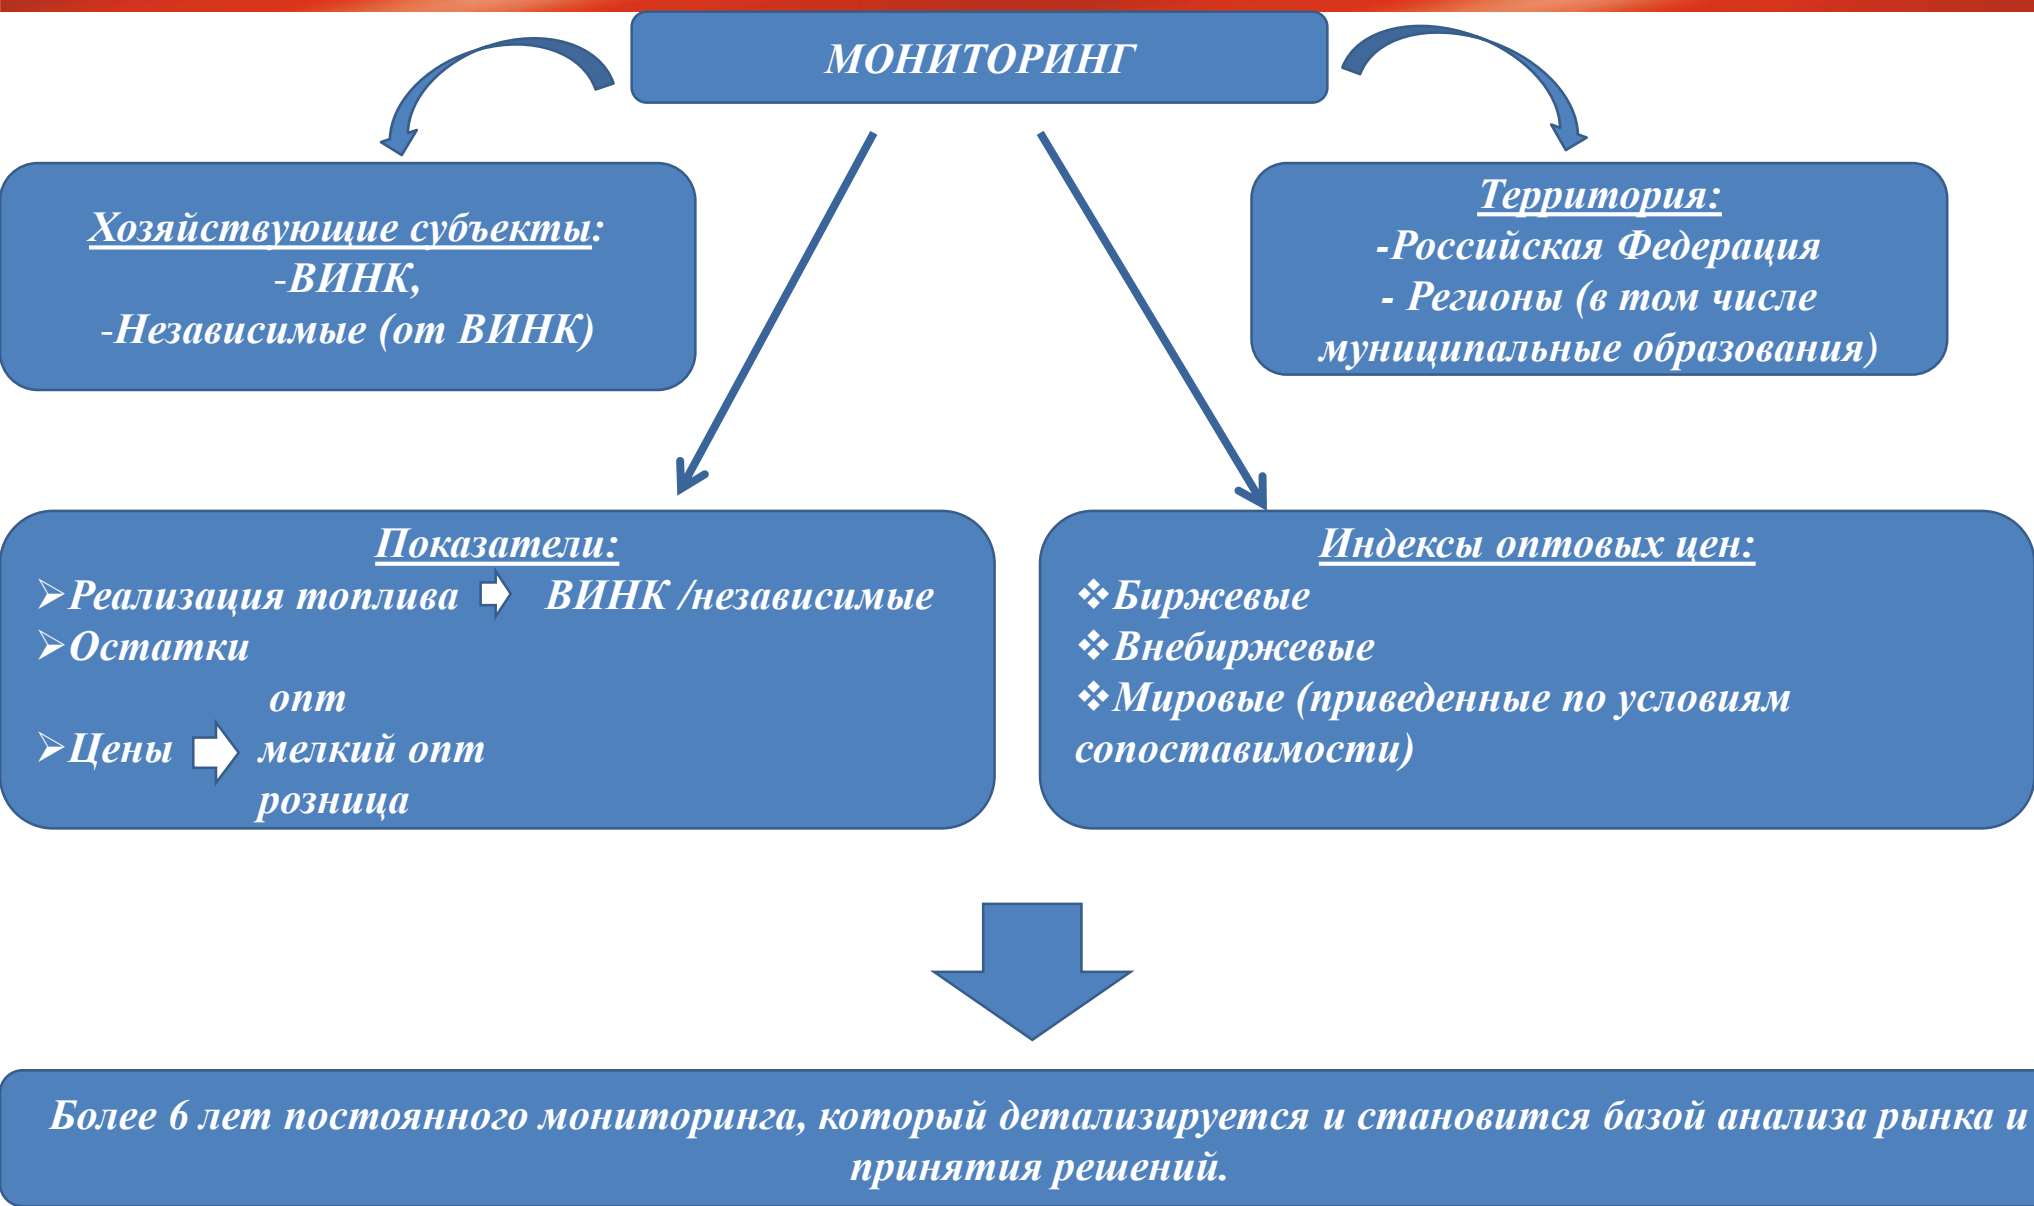 МОНИТОРИНГ
Хозяйствующие субъекты:
-ВИНК,
-Независимые (от ВИНК)
Территория:
-Российская Федерация
- Регионы (в том числе
муниципальные образования)
Показатели:
Реализация топлива ВИНК /независимые
Остатки
опт
Цены мелкий опт
розница
Индексы оптовых цен:
Биржевые
Внебиржевые
Мировые (приведенные по условиям
сопоставимости)
Более 6 лет постоянного мониторинга, который детализируется и становится базой анализа рынка и
принятия решений.